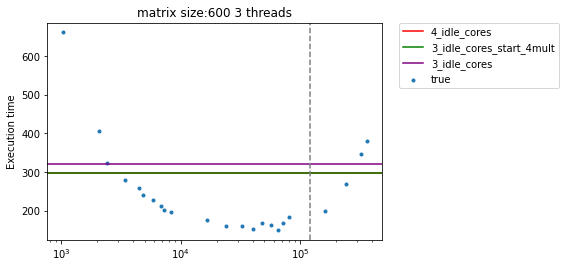 matrix size:600 3 threads
Execution time
600
500
400
300
200
10³
10⁴
10⁵
4_idle_cores
3_idle_cores_start_4mult
3_idle_cores
true